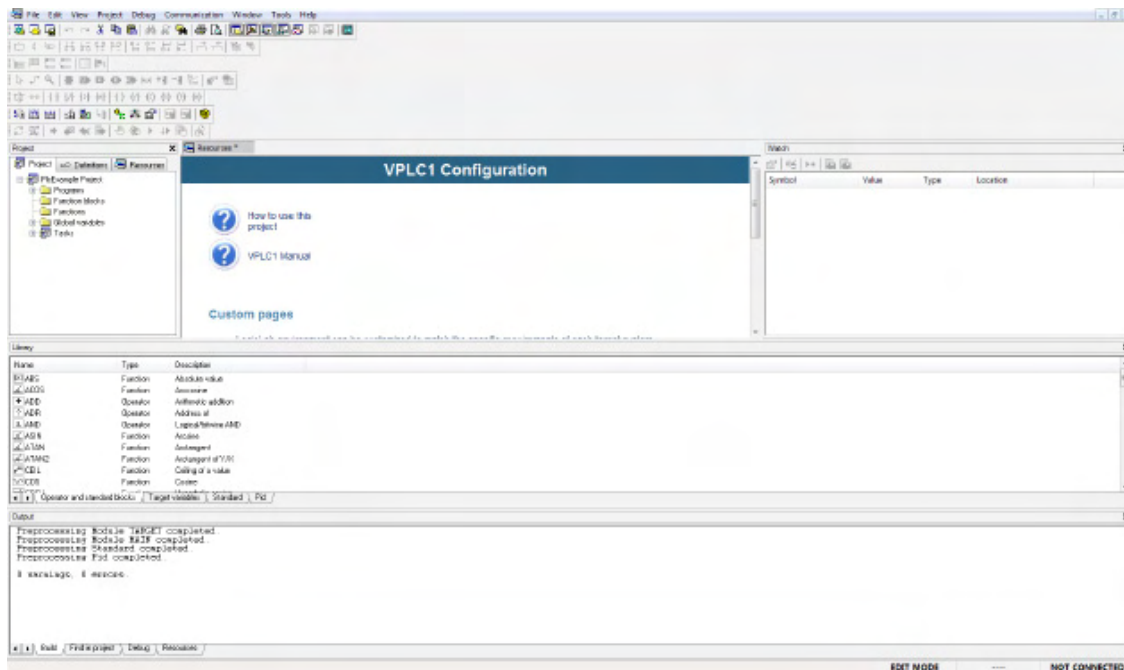 File Edit View Project Debug Communication Window Tools Help
Project
Resources *
Watch
Project Definitions Resources
VPLC1 Configuration
Symbol Value Type Location
PlcExample Project
Programs
Function blocks
Functions
Global variables
Tasks
How to use this
project
VPLC1 Manual
Custom pages
Library
Name Type Description
ABS Function Absolute value
ACOS Function Arccosine
ADD Operator Arithmetic addition
ADR Operator Address of
AND Operator Logical/bitwise AND
ASIN Function Arcsine
ATAN Function Arctangent
ATAN2 Function Arctangent of Y/X
CEIL Function Ceiling of a value
COS Function Cosine
Operator and standard blocks Target variables Standard Pid
Output
Preprocessing Module TARGET completed.
Preprocessing Module MAIN completed.
Preprocessing Standard completed.
Preprocessing Pid completed.
0 warnings, 0 errors.
Build Find in project Debug Resources
EDIT MODE ---- NOT CONNECTED